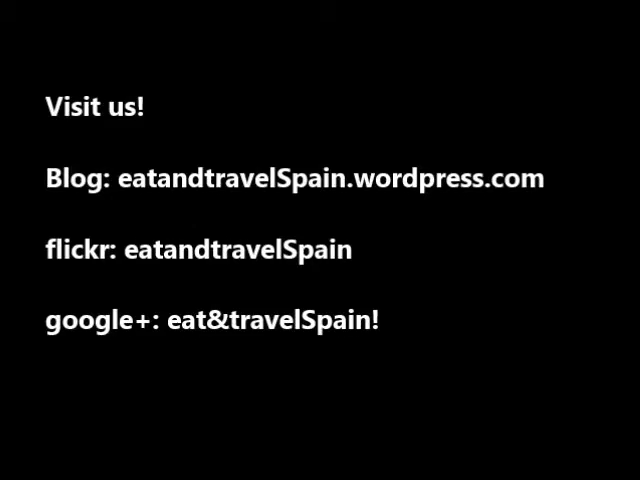 Visit us!
Blog: eatandtravelSpain.wordpress.com
flickr: eatandtravelSpain
google+: eat&travelSpain!